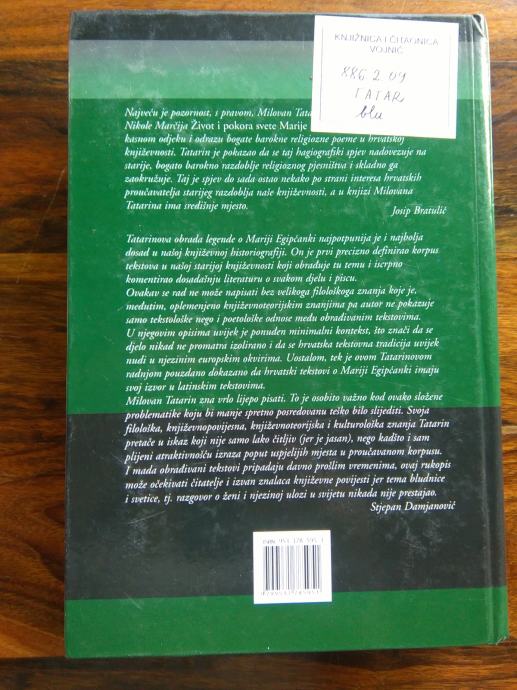 KNJIŽNICA I ČITAONICA
VOJNIĆ
886.2.09
TATAR
blu
Najveću je pozornost, s pravom, Milovan Tatar
Nikole Marčija Život i pokora svete Marije
kasnom odjeku i odrazu bogate barokne religiozne poeme u hrvatskoj
književnosti. Tatarin je pokazao da se taj hagiografski spjev nadovezuje na
starije, bogato barokno razdoblje religioznog pjesništva i skladno ga
zaokružuje. Taj je spjev do sada ostao nekako po strani interesa hrvatskih
proučavatelja starijeg razdoblja naše književnosti, a u knjizi Milovana
Tatarina ima središnje mjesto.
Josip Bratulić
Tatarinova obrada legende o Mariji Egipćanki najpotpunija je i najbolja
dosad u našoj književnoj historiografiji. On je prvi precizno definirao korpus
tekstova u našoj starijoj književnosti koji obrađuje tu temu i iscrpno
komentirao dosadašnju literaturu o svakom djelu i piscu.
Ovakav se rad ne može napisati bez velikoga filološkoga znanja koje je,
međutim, oplemenjeno književnoteorijskim znanjima pa autor ne pokazuje
samo tekstološke nego i poetološke odnose među obrađivanim tekstovima.
U njegovim opisima uvijek je ponuđen minimalni kontekst, što znači da se
djelo nikad ne promatra izolirano i da se hrvatska tekstovna tradicija uvijek
nudi u njezinim europskim okvirima. Uostalom, tek je ovom Tatarinovom
radnjom pouzdano dokazano da hrvatski tekstovi o Mariji Egipćanki imaju
svoj izvor u latinskim tekstovima.
Milovan Tatarin zna vrlo lijepo pisati. To je osobito važno kod ovako složene
problematike koju bi manje spretno posredovanu teško bilo slijediti. Svoja
filološka, književnopovijesna, književnoteorijska i kulturološka znanja Tatarin
pretače u iskaz koji nije samo lako čitljiv (jer je jasan), nego kadšto i sam
plijeni atraktivnošću izraza poput uspjelijih mjesta u proučavanom korpusu.
I mada obrađivani tekstovi pripadaju davno prošlim vremenima, ovaj rukopis
može očekivati čitatelje i izvan znalaca književne povijesti jer tema bludnice
i svetice, tj. razgovor o ženi i njezinoj ulozi u svijetu nikada nije prestajao.
Stjepan Damjanović
ISBN 953-178-595-1
9789531785951